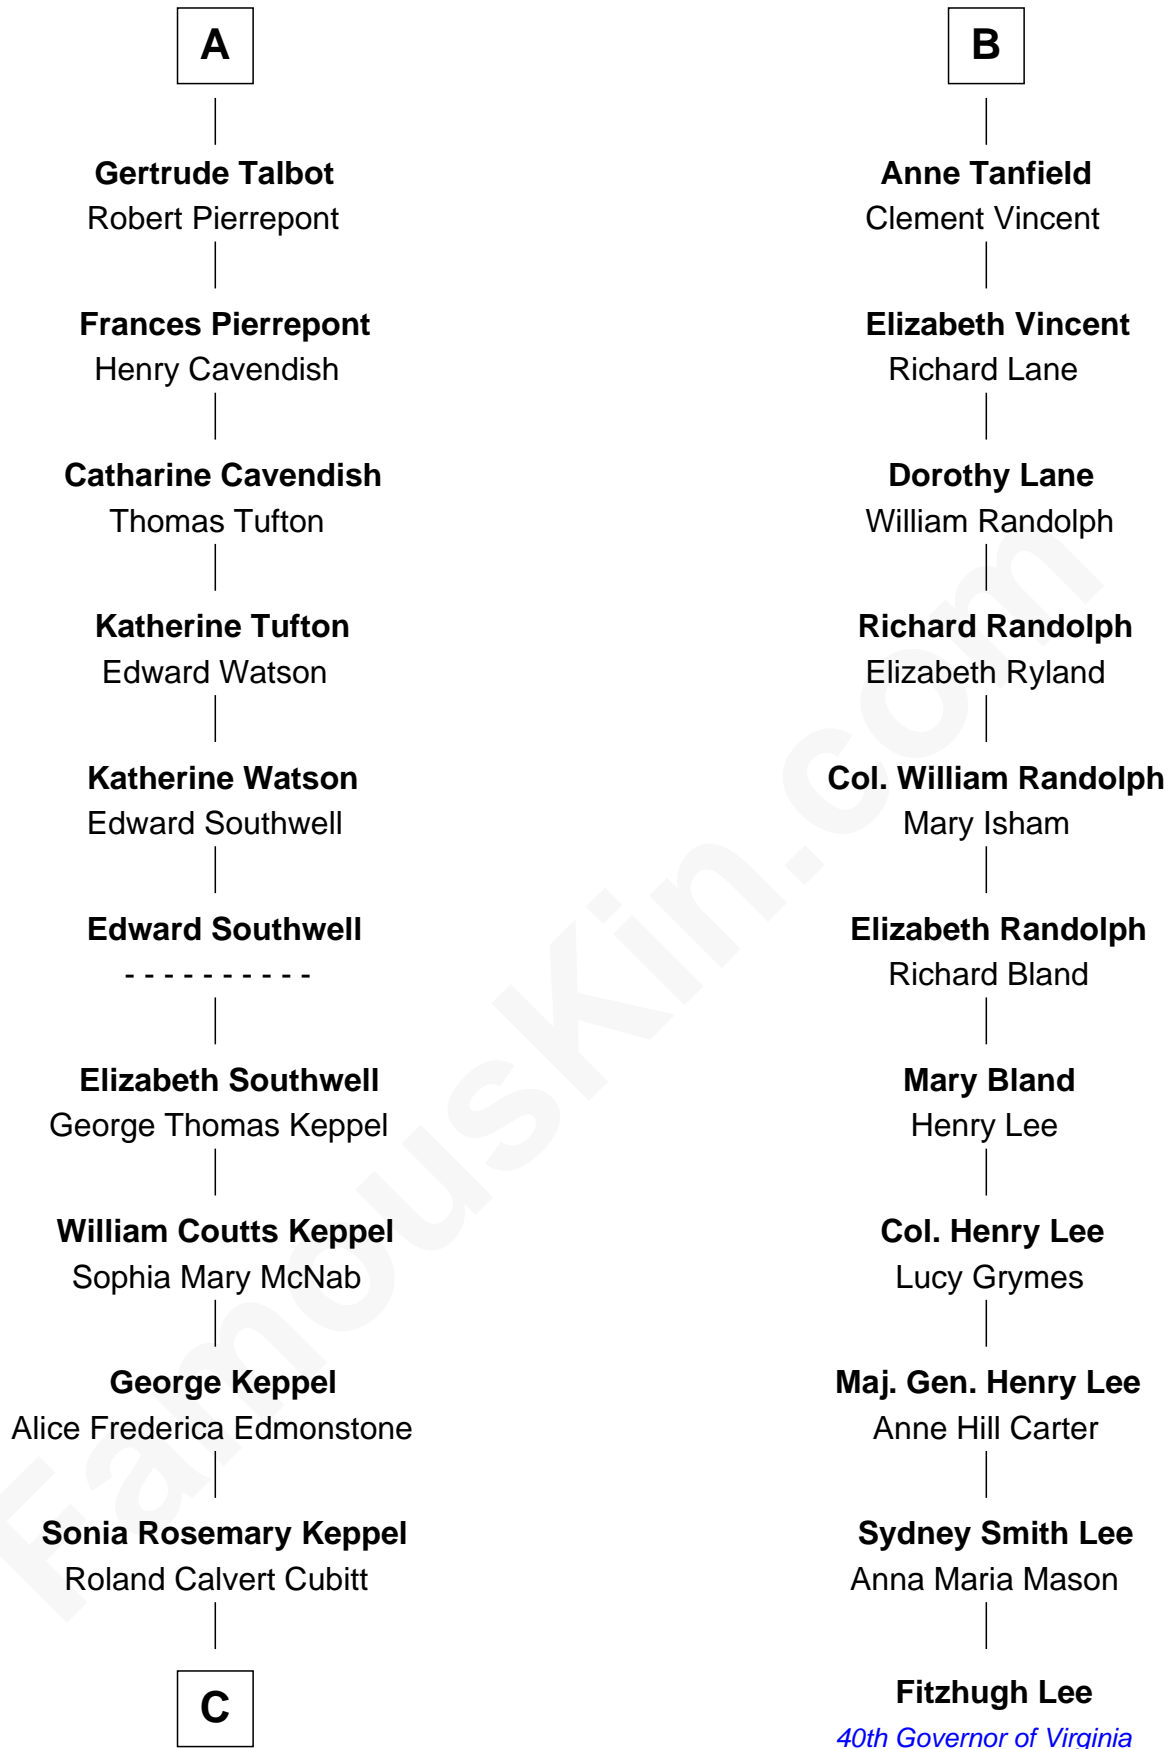 A
Gertrude Talbot
Robert Pierrepont
Frances Pierrepont
Henry Cavendish
Catharine Cavendish
Thomas Tufton
Katherine Tufton
Edward Watson
Katherine Watson
Edward Southwell
Edward Southwell
- - - - - - - - - -
Elizabeth Southwell
George Thomas Keppel
William Coutts Keppel
Sophia Mary McNab
George Keppel
Alice Frederica Edmonstone
Sonia Rosemary Keppel
Roland Calvert Cubitt
C
B
Anne Tanfield
Clement Vincent
Elizabeth Vincent
Richard Lane
Dorothy Lane
William Randolph
Richard Randolph
Elizabeth Ryland
Col. William Randolph
Mary Isham
Elizabeth Randolph
Richard Bland
Mary Bland
Henry Lee
Col. Henry Lee
Lucy Grymes
Maj. Gen. Henry Lee
Anne Hill Carter
Sydney Smith Lee
Anna Maria Mason
Fitzhugh Lee
40th Governor of Virginia
FamousKin.com